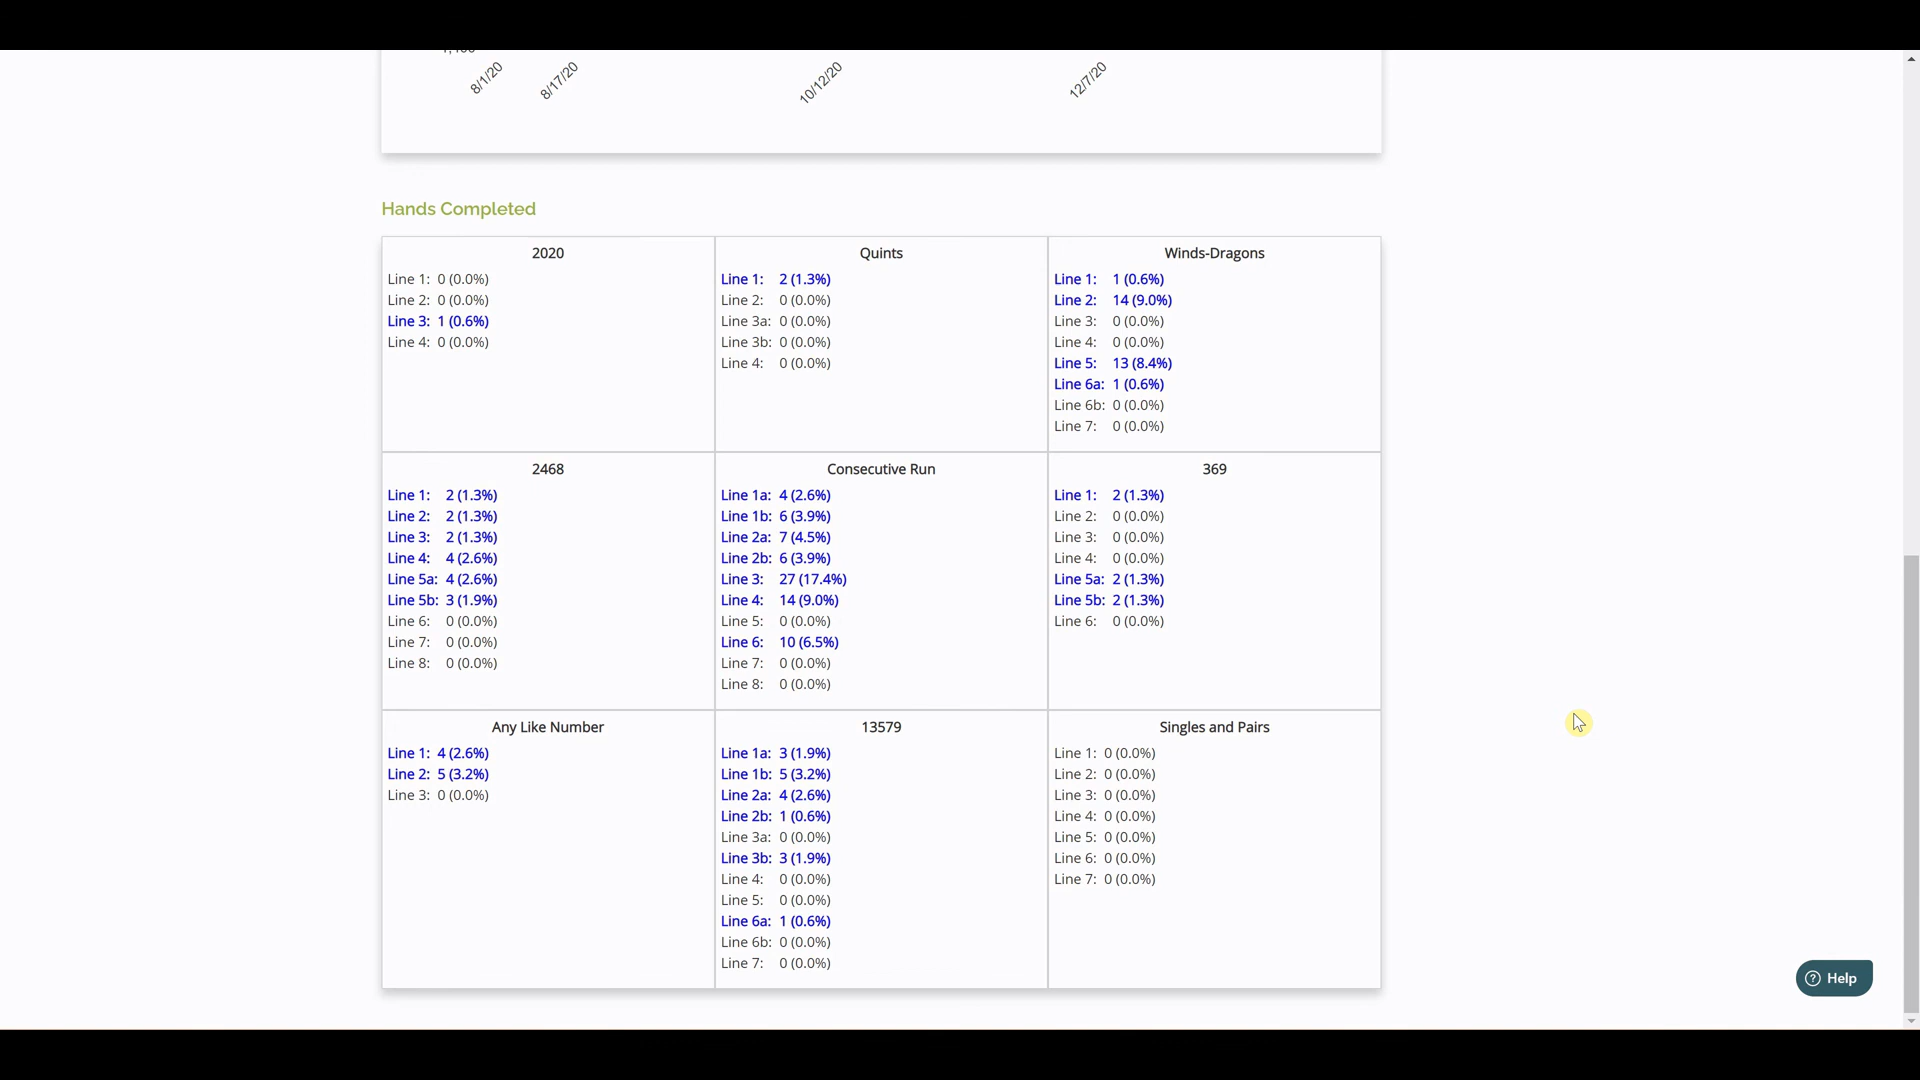 8/1/20
8/17/20
10/12/20
12/7/20
Hands Completed
2020
Line 1: 0 (0.0%)
Line 2: 0 (0.0%)
Line 3: 1 (0.6%)
Line 4: 0 (0.0%)
Quints
Line 1: 2 (1.3%)
Line 2: 0 (0.0%)
Line 3a: 0 (0.0%)
Line 3b: 0 (0.0%)
Line 4: 0 (0.0%)
Winds-Dragons
Line 1: 1 (0.6%)
Line 2: 14 (9.0%)
Line 3: 0 (0.0%)
Line 4: 0 (0.0%)
Line 5: 13 (8.4%)
Line 6a: 1 (0.6%)
Line 6b: 0 (0.0%)
Line 7: 0 (0.0%)
2468
Line 1: 2 (1.3%)
Line 2: 2 (1.3%)
Line 3: 2 (1.3%)
Line 4: 4 (2.6%)
Line 5a: 4 (2.6%)
Line 5b: 3 (1.9%)
Line 6: 0 (0.0%)
Line 7: 0 (0.0%)
Line 8: 0 (0.0%)
Consecutive Run
Line 1a: 4 (2.6%)
Line 1b: 6 (3.9%)
Line 2a: 7 (4.5%)
Line 2b: 6 (3.9%)
Line 3: 27 (17.4%)
Line 4: 14 (9.0%)
Line 5: 0 (0.0%)
Line 6: 10 (6.5%)
Line 7: 0 (0.0%)
Line 8: 0 (0.0%)
369
Line 1: 2 (1.3%)
Line 2: 0 (0.0%)
Line 3: 0 (0.0%)
Line 4: 0 (0.0%)
Line 5a: 2 (1.3%)
Line 5b: 2 (1.3%)
Line 6: 0 (0.0%)
Any Like Number
Line 1: 4 (2.6%)
Line 2: 5 (3.2%)
Line 3: 0 (0.0%)
13579
Line 1a: 3 (1.9%)
Line 1b: 5 (3.2%)
Line 2a: 4 (2.6%)
Line 2b: 1 (0.6%)
Line 3a: 0 (0.0%)
Line 3b: 3 (1.9%)
Line 4: 0 (0.0%)
Line 5: 0 (0.0%)
Line 6a: 1 (0.6%)
Line 6b: 0 (0.0%)
Line 7: 0 (0.0%)
Singles and Pairs
Line 1: 0 (0.0%)
Line 2: 0 (0.0%)
Line 3: 0 (0.0%)
Line 4: 0 (0.0%)
Line 5: 0 (0.0%)
Line 6: 0 (0.0%)
Line 7: 0 (0.0%)
Help